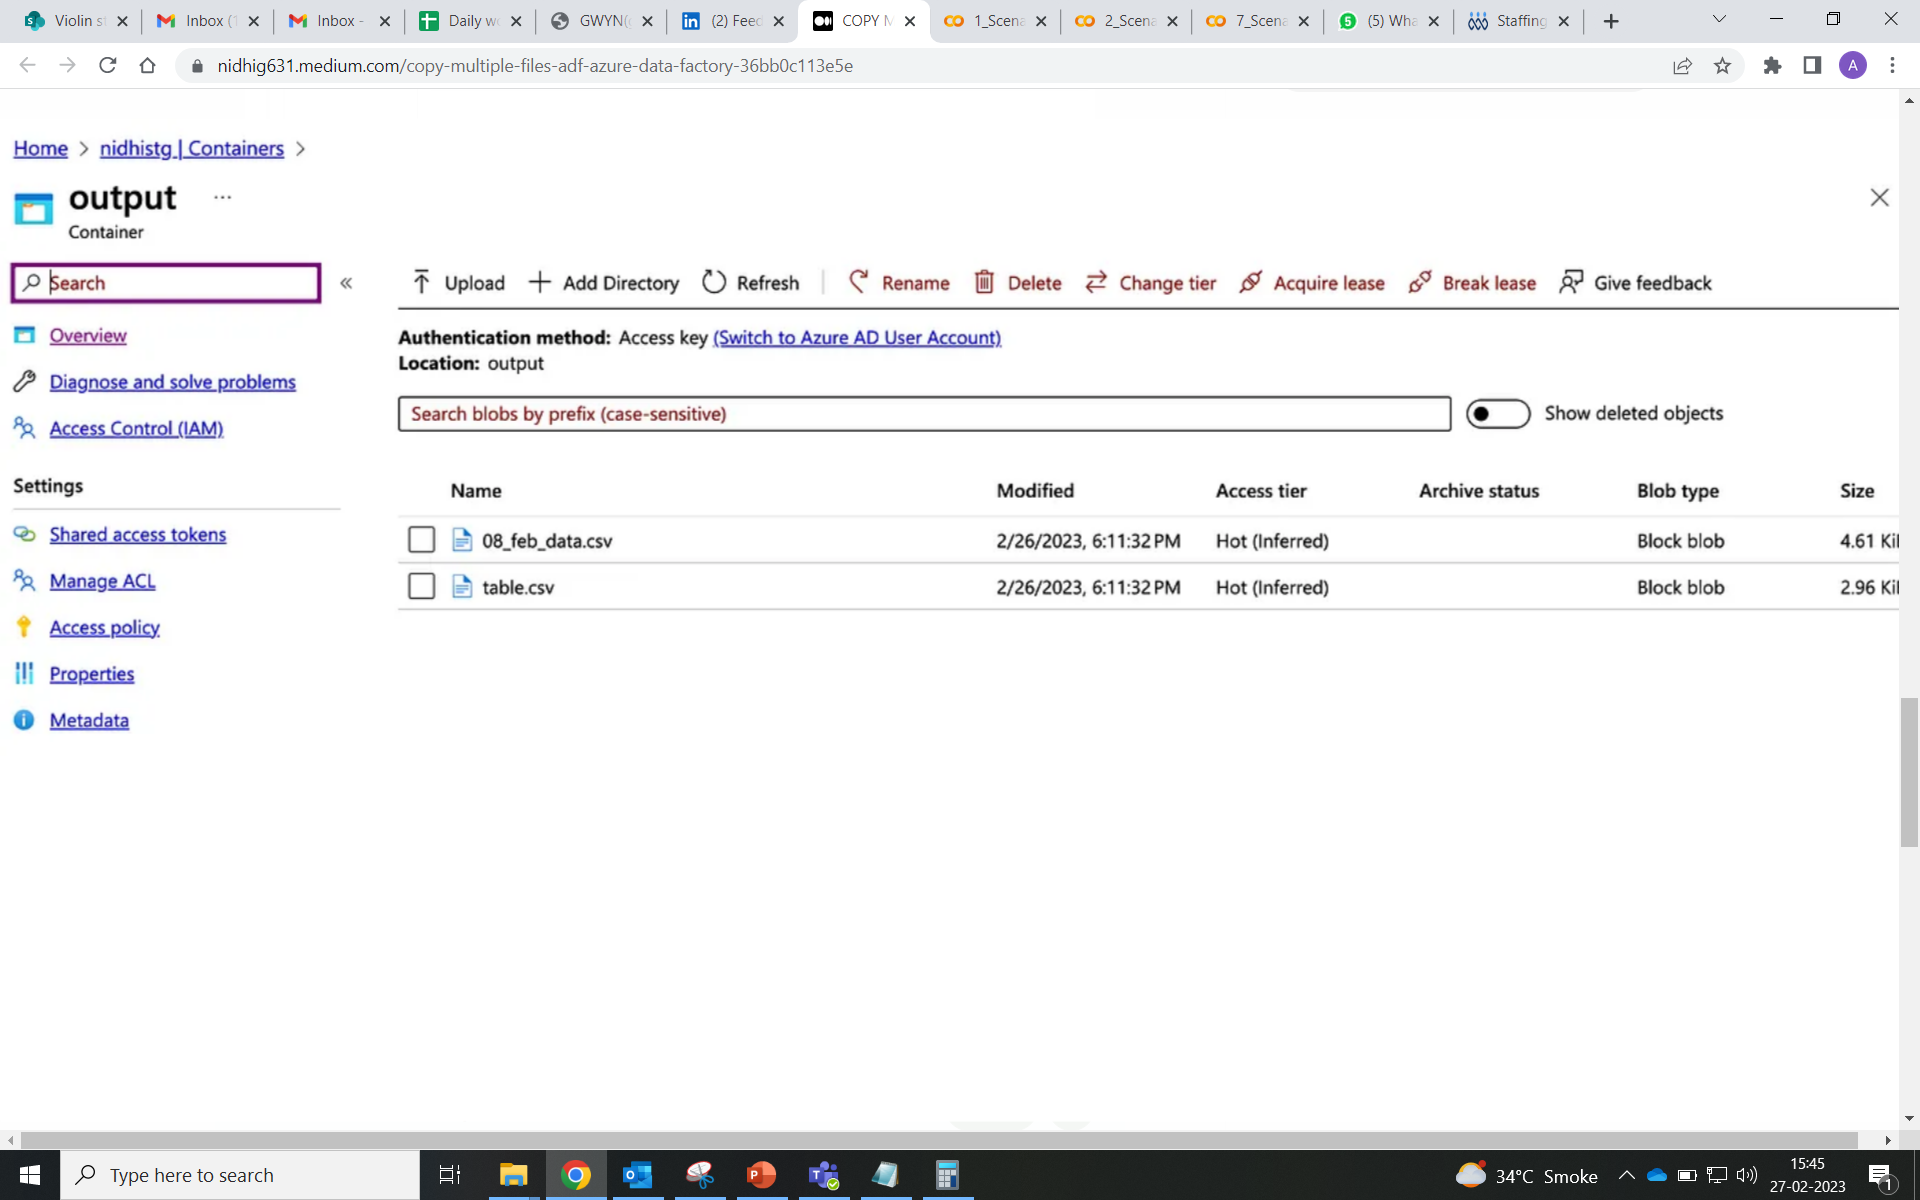 Violin st
Inbox (1
Inbox -
Daily wo
GWYN(
(2) Feed
COPY M
1_Scena
2_Scena
7_Scena
(5) Wha
Staffing
nidhig631.medium.com/copy-multiple-files-adf-azure-data-factory-36bb0c113e5e
A
Home > nidhistg | Containers >
output ...
Container
Search «
Overview
Diagnose and solve problems
Access Control (IAM)
Settings
Shared access tokens
Manage ACL
Access policy
Properties
Metadata
Upload Add Directory Refresh Rename Delete Change tier Acquire lease Break lease Give feedback
Authentication method: Access key (Switch to Azure AD User Account)
Location: output
Search blobs by prefix (case-sensitive) Show deleted objects
Name Modified Access tier Archive status Blob type Size
08_feb_data.csv 2/26/2023, 6:11:32 PM Hot (Inferred) Block blob 4.61 Ki
table.csv 2/26/2023, 6:11:32 PM Hot (Inferred) Block blob 2.96 Ki
Type here to search
34°C Smoke
15:45
27-02-2023
1